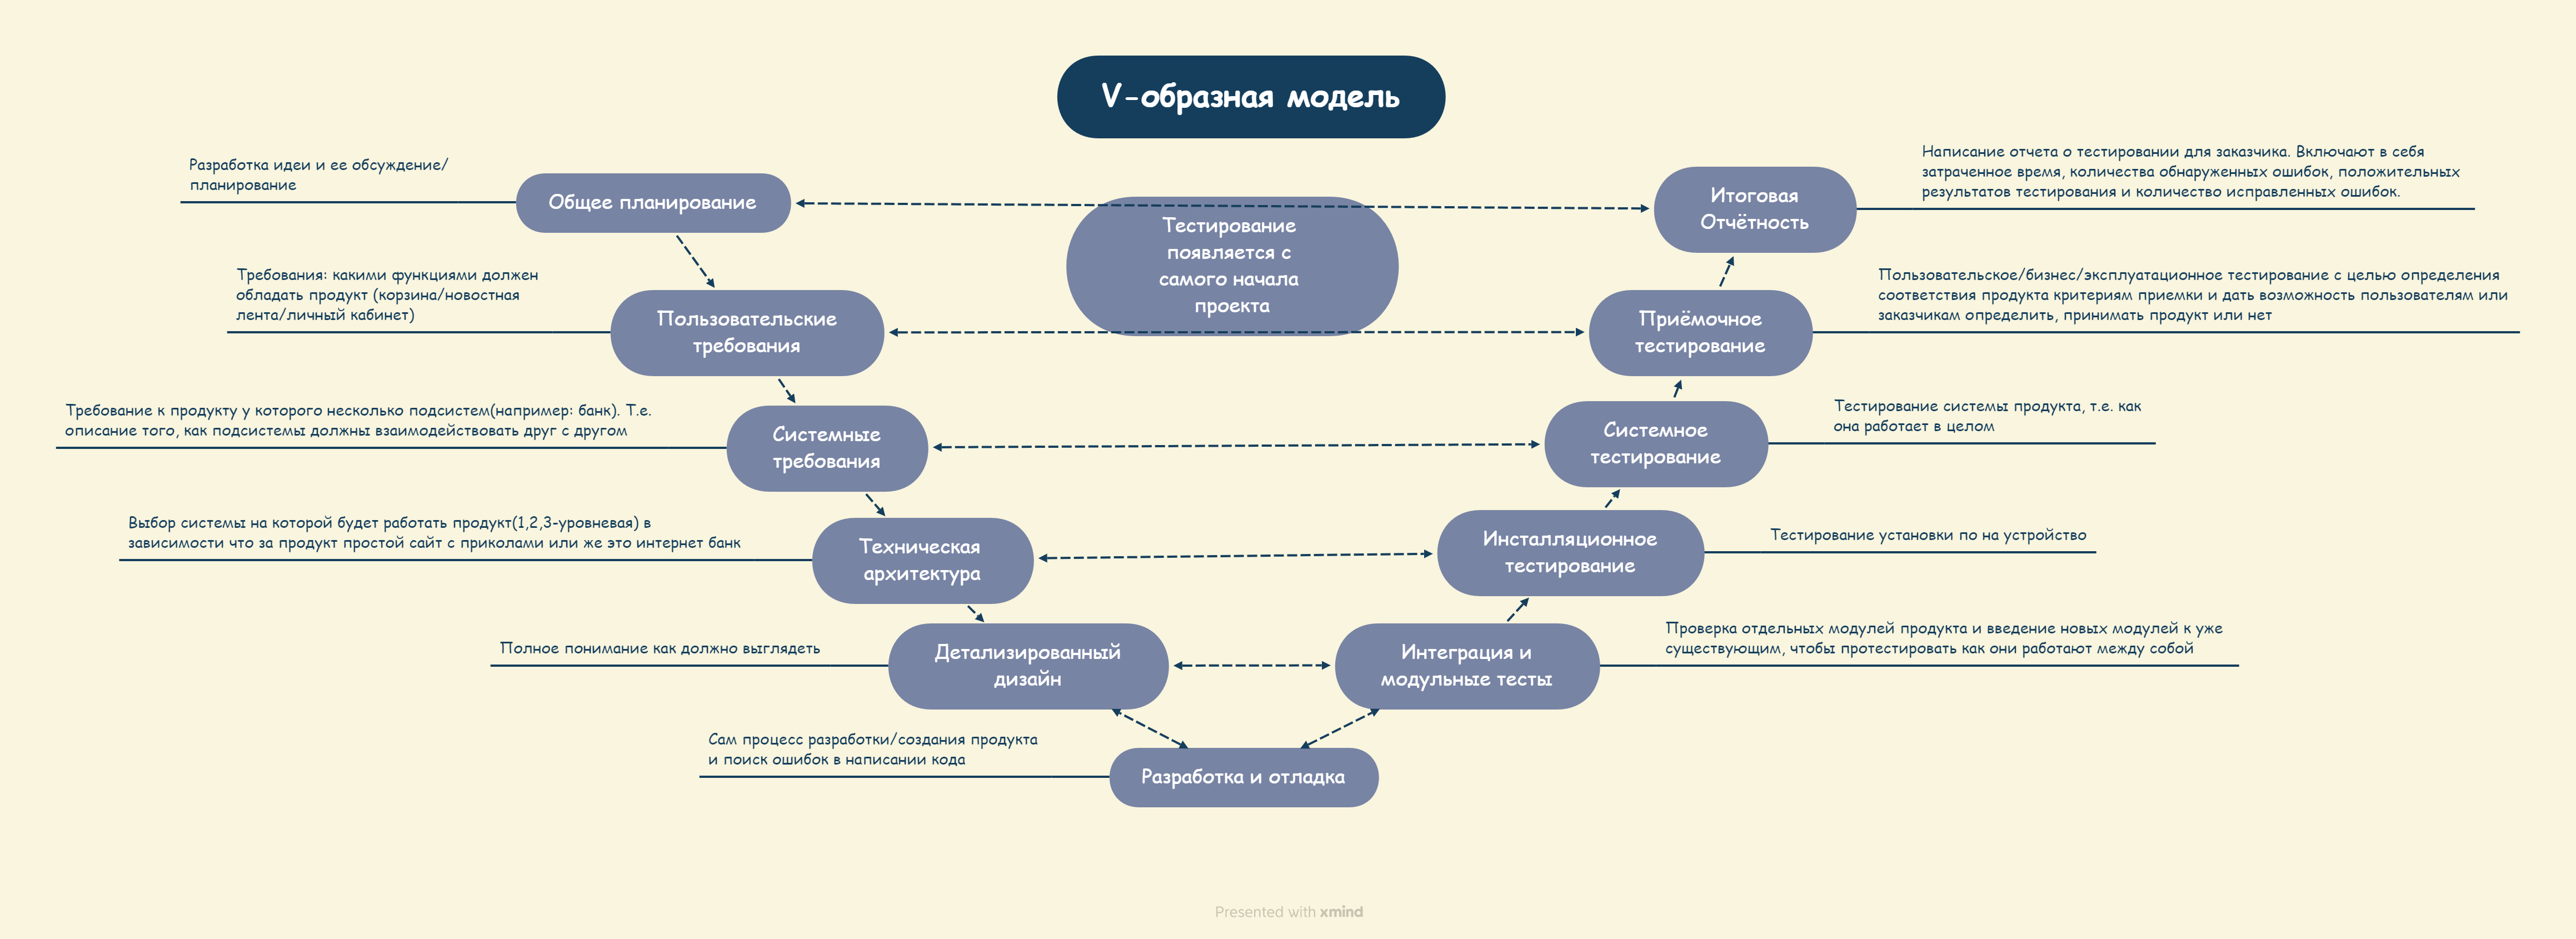 V-образная модель
Разработка идеи и ее обсуждение/
планирование
Общее планирование
Тестирование
появляется с
самого начала
проекта
Итоговая
Отчётность
Написание отчета о тестировании для заказчика. Включают в себя
затраченное время, количества обнаруженных ошибок, положительных
результатов тестирования и количество исправленных ошибок.
Требования: какими функциями должен
обладать продукт (корзина/новостная
лента/личный кабинет)
Пользовательские
требования
Приёмочное
тестирование
Пользовательское/бизнес/эксплуатационное тестирование с целью определения
соответствия продукта критериям приемки и дать возможность пользователям или
заказчикам определить, принимать продукт или нет
Требование к продукту у которого несколько подсистем(например: банк). Т.е.
описание того, как подсистемы должны взаимодействовать друг с другом
Системные
требования
Системное
тестирование
Тестирование системы продукта, т.е. как
она работает в целом
Выбор системы на которой будет работать продукт(1,2,3-уровневая) в
зависимости что за продукт простой сайт с приколами или же это интернет банк
Техническая
архитектура
Инсталляционное
тестирование
Тестирование установки по на устройство
Полное понимание как должно выглядеть
Детализированный
дизайн
Интеграция и
модульные тесты
Проверка отдельных модулей продукта и введение новых модулей к уже
существующим, чтобы протестировать как они работают между собой
Сам процесс разработки/создания продукта
и поиск ошибок в написании кода
Разработка и отладка
Presented with xmind